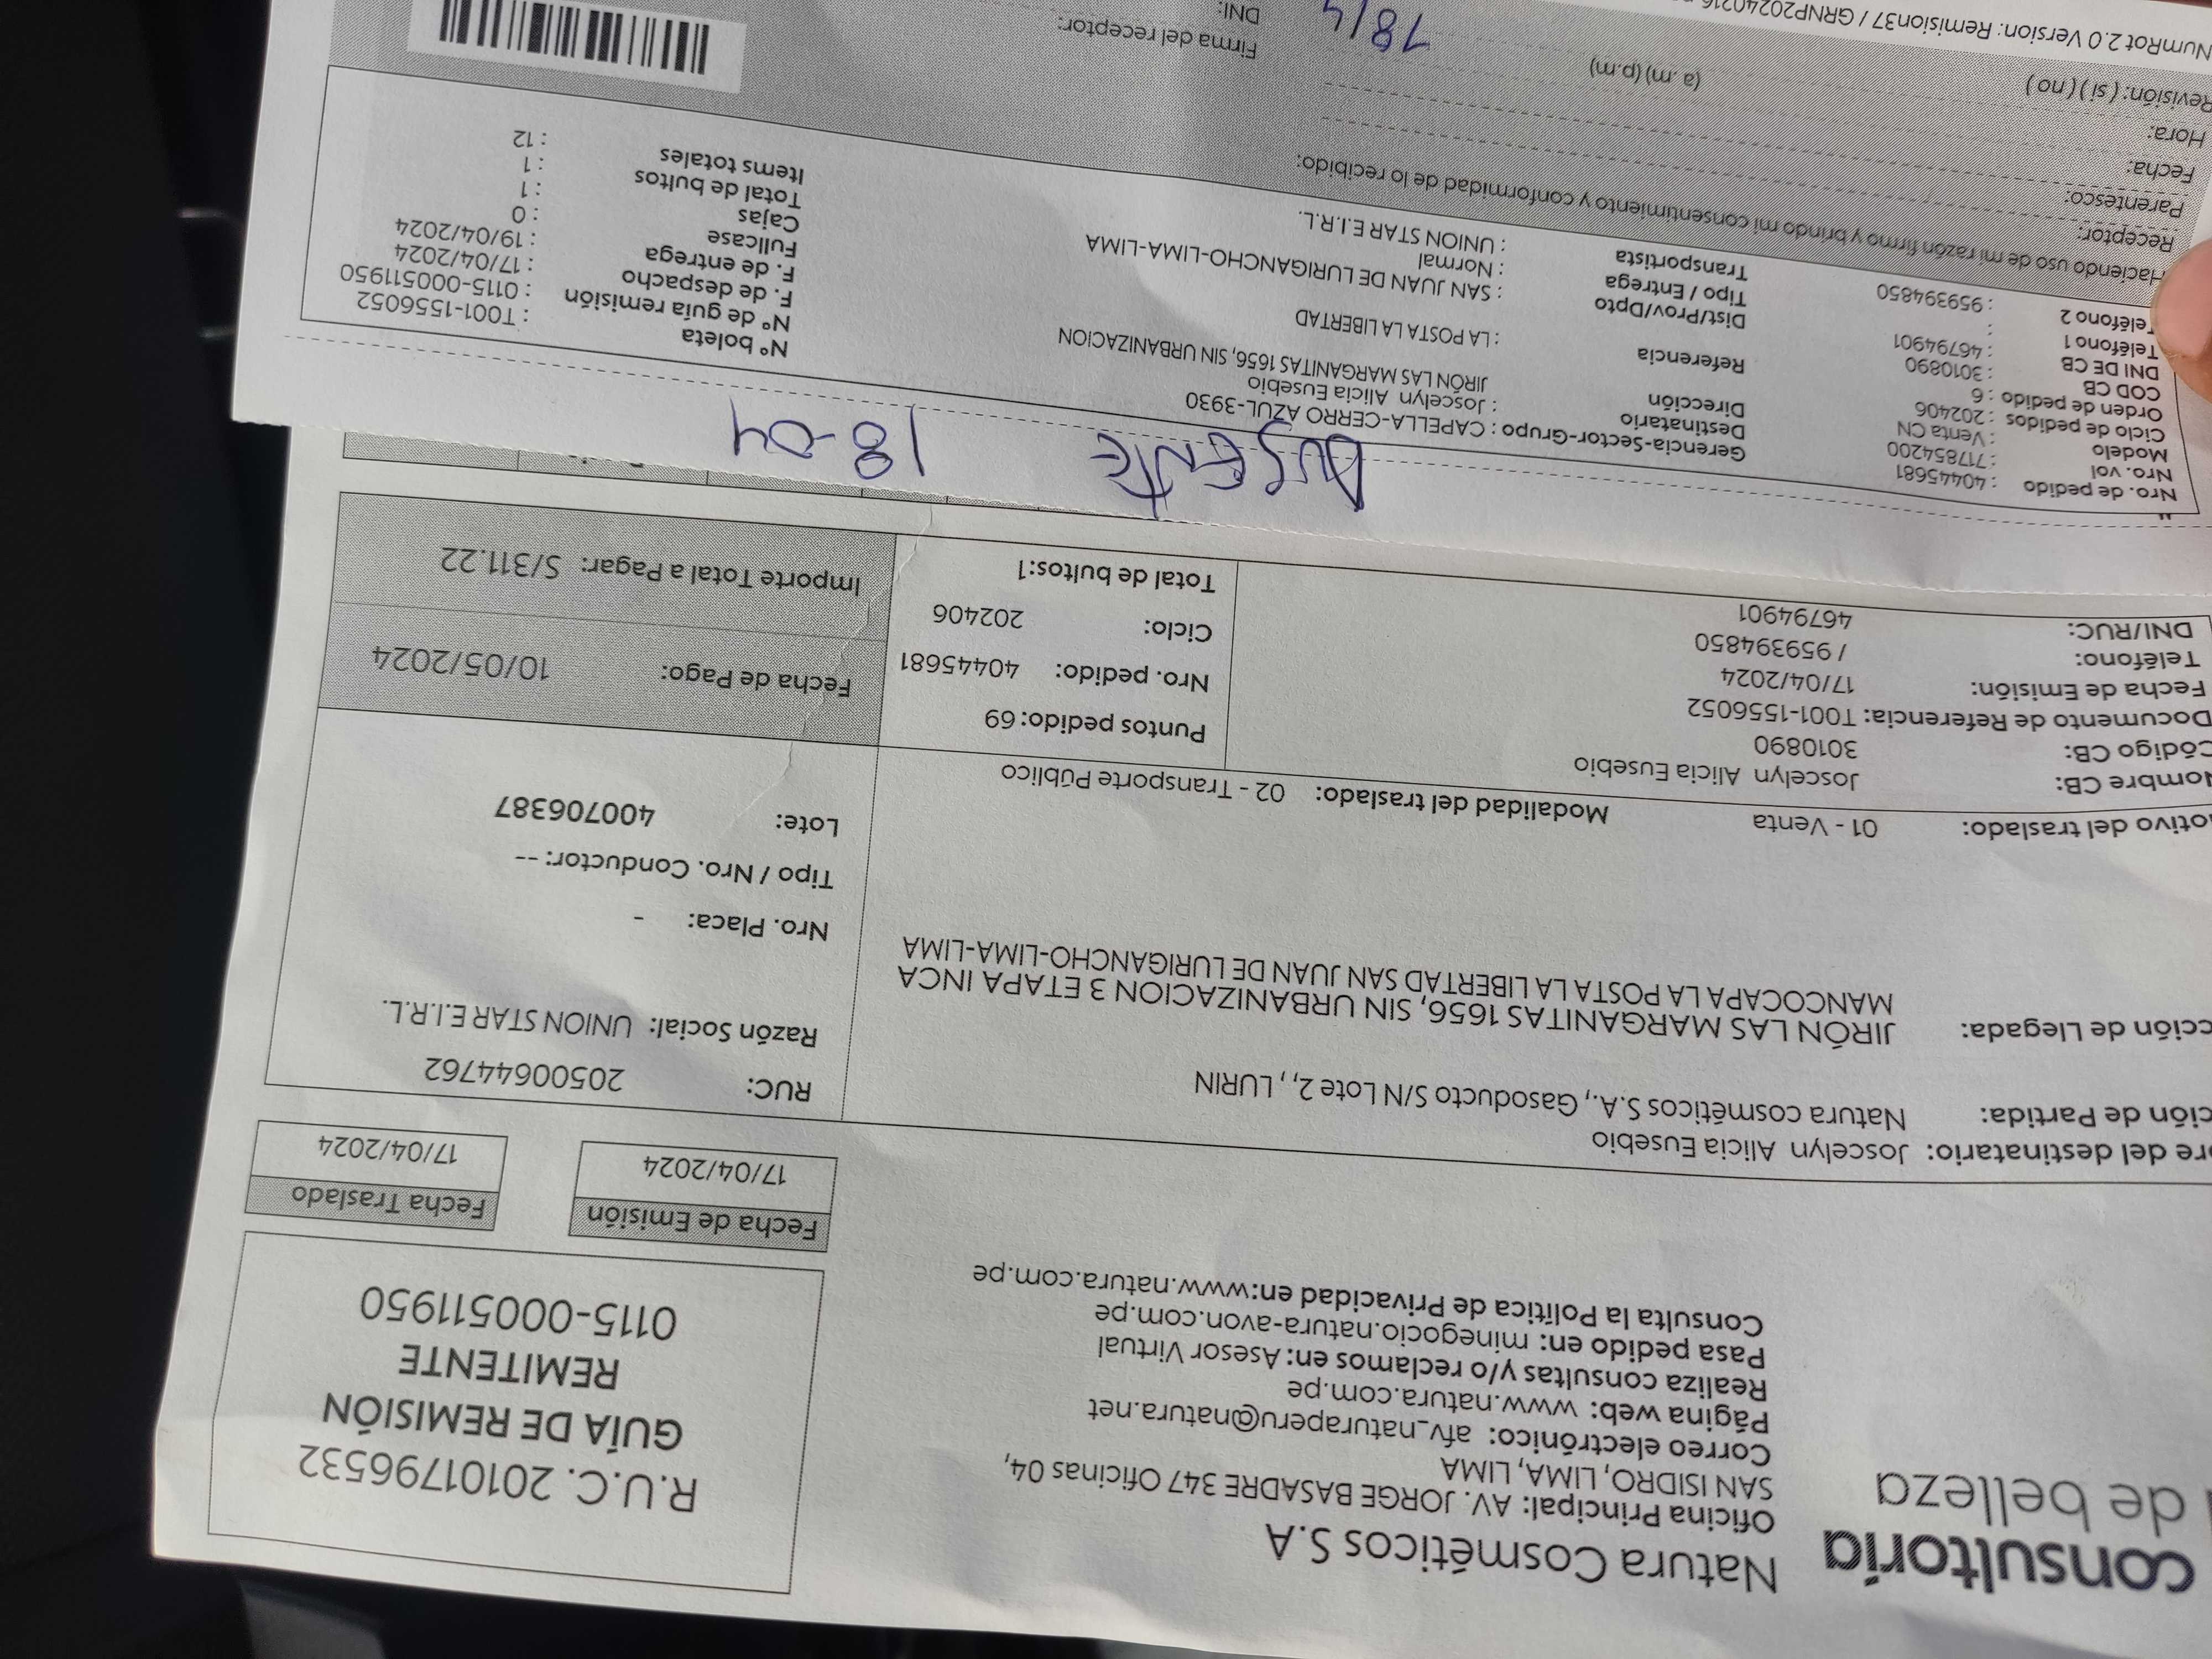 consultoría
de belleza
Natura Cosméticos S.A
Oficina Principal: AV. JORGE BASADRE 347 Oficinas 04,
SAN ISIDRO, LIMA, LIMA
Correo electrónico: afv_naturaperu@natura.net
Página web: www.natura.com.pe
Realiza consultas y/o reclamos en: Asesor Virtual
Pasa pedido en: minegocio.natura-avon.com.pe
Consulta la Política de Privacidad en:www.natura.com.pe
R.U.C. 20101796532
GUÍA DE REMISIÓN
REMITENTE
0115-000511950
Fecha de Emisión
17/04/2024
Fecha Traslado
17/04/2024
re del destinatario: Joscelyn Alicia Eusebio
ción de Partida: Natura cosméticos S.A., Gasoducto S/N Lote 2, , LURIN
cción de Llegada: JIRÓN LAS MARGANITAS 1656, SIN URBANIZACION 3 ETAPA INCA
MANCOCAPA LA POSTA LA LIBERTAD SAN JUAN DE LURIGANCHO-LIMA-LIMA
otivo del traslado: 01 - Venta Modalidad del traslado: 02 - Transporte Público
RUC: 20500644762
Razón Social: UNION STAR E.I.R.L.
Nro. Placa: -
Tipo / Nro. Conductor: --
Lote: 400706387
Nombre CB: Joscelyn Alicia Eusebio
Código CB: 3010890
Documento de Referencia: T001-1556052
Fecha de Emisión: 17/04/2024
Teléfono: / 959394850
DNI/RUC: 46794901
Puntos pedido: 69
Nro. pedido: 40445681
Ciclo: 202406
Total de bultos:1
Fecha de Pago: 10/05/2024
Importe Total a Pagar: S/311.22
AUSENTE 18-04
Nro. de pedido : 40445681
Nro. vol : 717854200
Modelo : Venta CN
Ciclo de pedidos : 202406
Orden de pedido : 6
COD CB : 3010890
DNI DE CB : 46794901
Teléfono 1 :
Teléfono 2 : 959394850
Gerencia-Sector-Grupo : CAPELLA-CERRO AZUL-3930
Destinatario : Joscelyn Alicia Eusebio
Dirección JIRÓN LAS MARGANITAS 1656, SIN URBANIZACION
Referencia : LA POSTA LA LIBERTAD
Dist/Prov/Dpto : SAN JUAN DE LURIGANCHO-LIMA-LIMA
Tipo / Entrega : Normal
Transportista : UNION STAR E.I.R.L.
N° boleta : T001-1556052
N° de guía remisión : 0115-000511950
F. de despacho : 17/04/2024
F. de entrega : 19/04/2024
Fullcase : 0
Cajas : 1
Total de bultos : 1
Items totales : 12
Haciendo uso de mi razón firmo y brindo mi consentimiento y conformidad de lo recibido:
Receptor:
Parentesco:
Fecha:
Hora: (a .m) (p.m)
Revisión: ( si ) ( no )
18/4
Firma del receptor:
DNI:
NumRot 2.0 Version: Remision37 / GRNP20240216